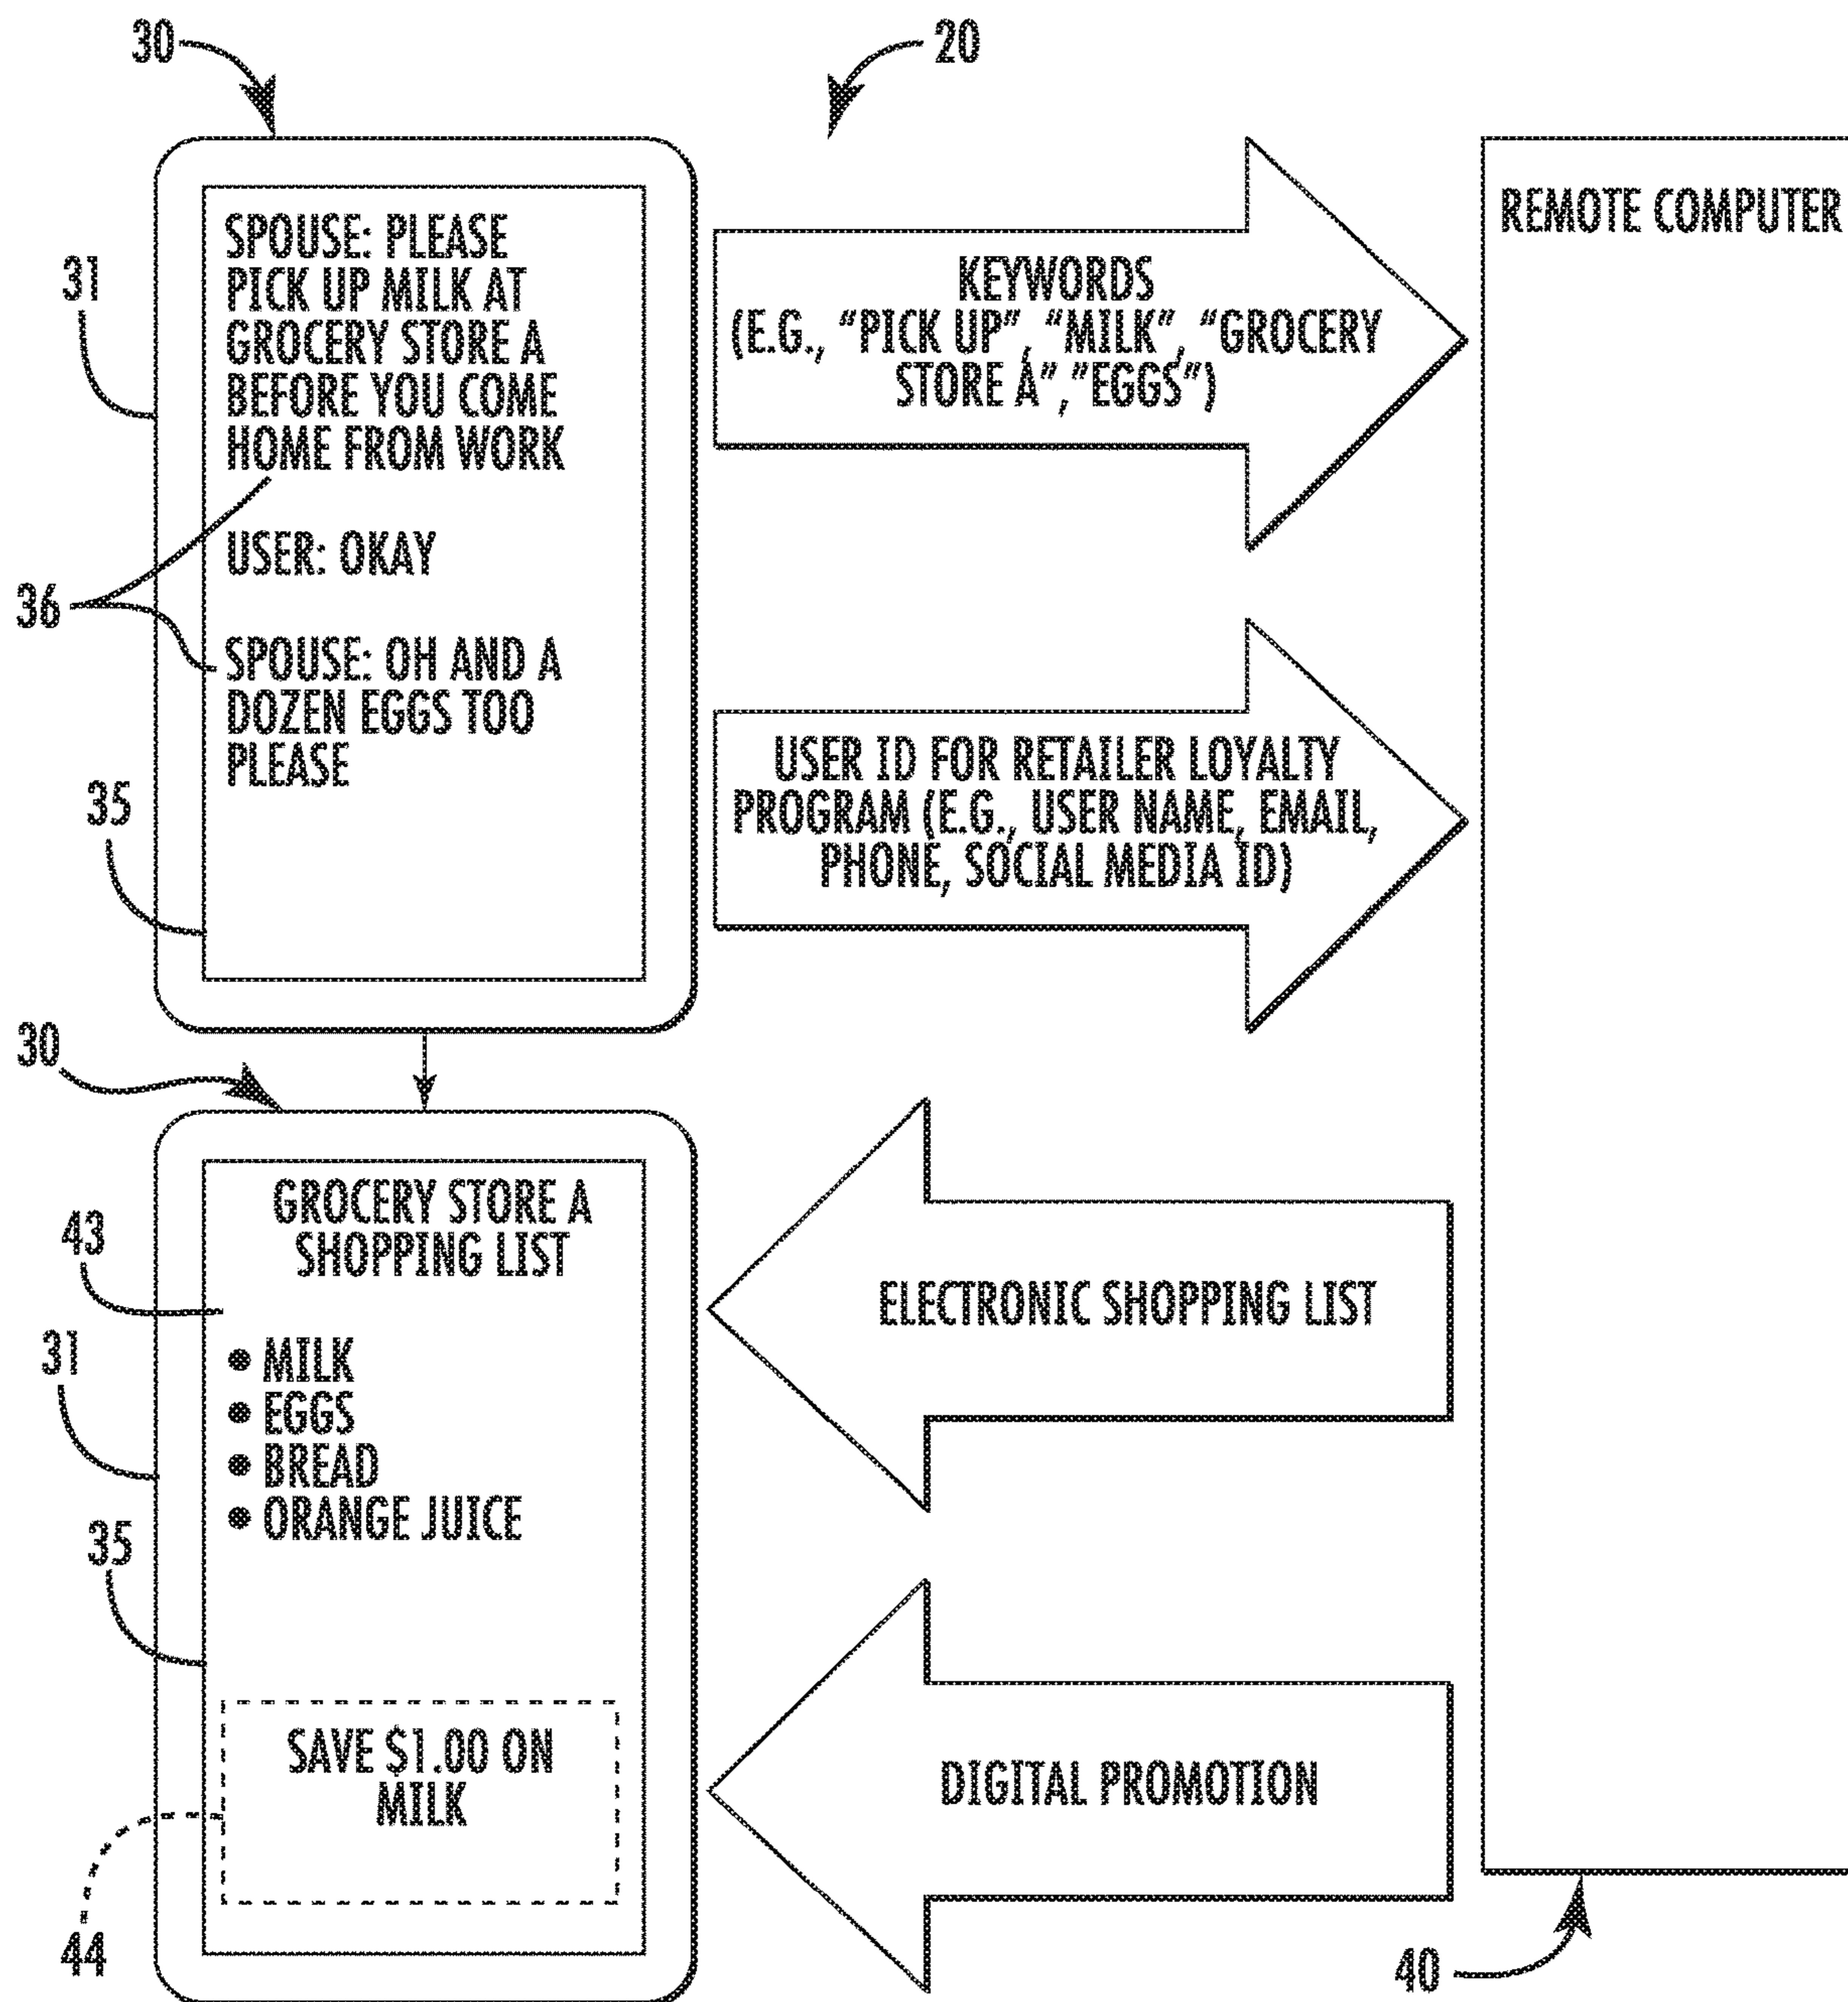 30
20
31
SPOUSE: PLEASE
PICK UP MILK AT
GROCERY STORE A
BEFORE YOU COME
HOME FROM WORK
USER: OKAY
36
SPOUSE: OH AND A
DOZEN EGGS TOO
PLEASE
35
KEYWORDS
(E.G., "PICK UP", "MILK", "GROCERY
STORE A", "EGGS")
USER ID FOR RETAILER LOYALTY
PROGRAM (E.G., USER NAME, EMAIL,
PHONE, SOCIAL MEDIA ID)
REMOTE COMPUTER
30
GROCERY STORE A
SHOPPING LIST
43
31
• MILK
• EGGS
• BREAD
• ORANGE JUICE
35
SAVE $1.00 ON
MILK
44
ELECTRONIC SHOPPING LIST
DIGITAL PROMOTION
40